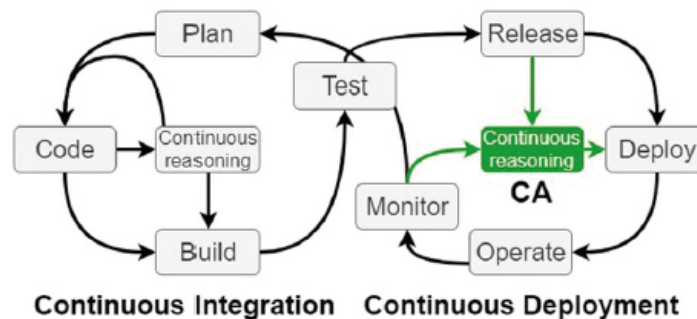 Plan
Release
Test
Code
Continuous
reasoning
Continuous
reasoning
Deploy
CA
Monitor
Build
Operate
Continuous Integration
Continuous Deployment